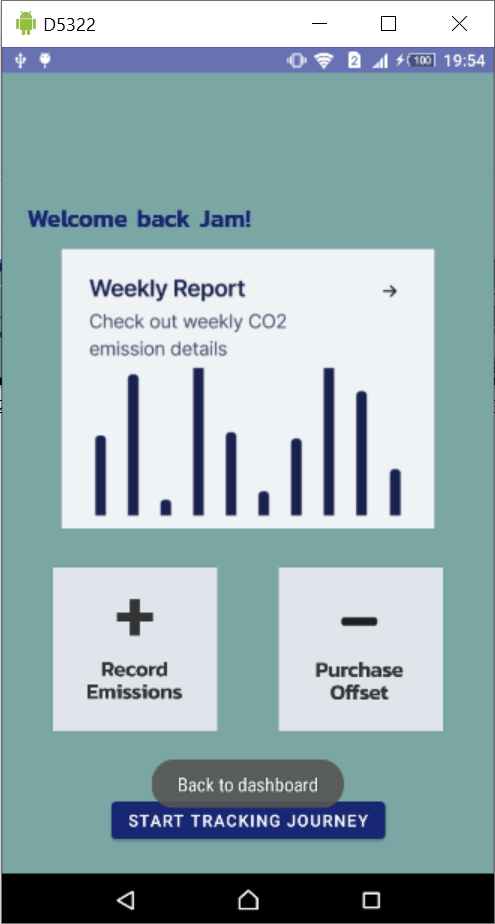 D5322
2
100
19:54
Welcome back Jam!
Weekly Report
Check out weekly CO2
emission details
Record
Emissions
Purchase
Offset
Back to dashboard
START TRACKING JOURNEY